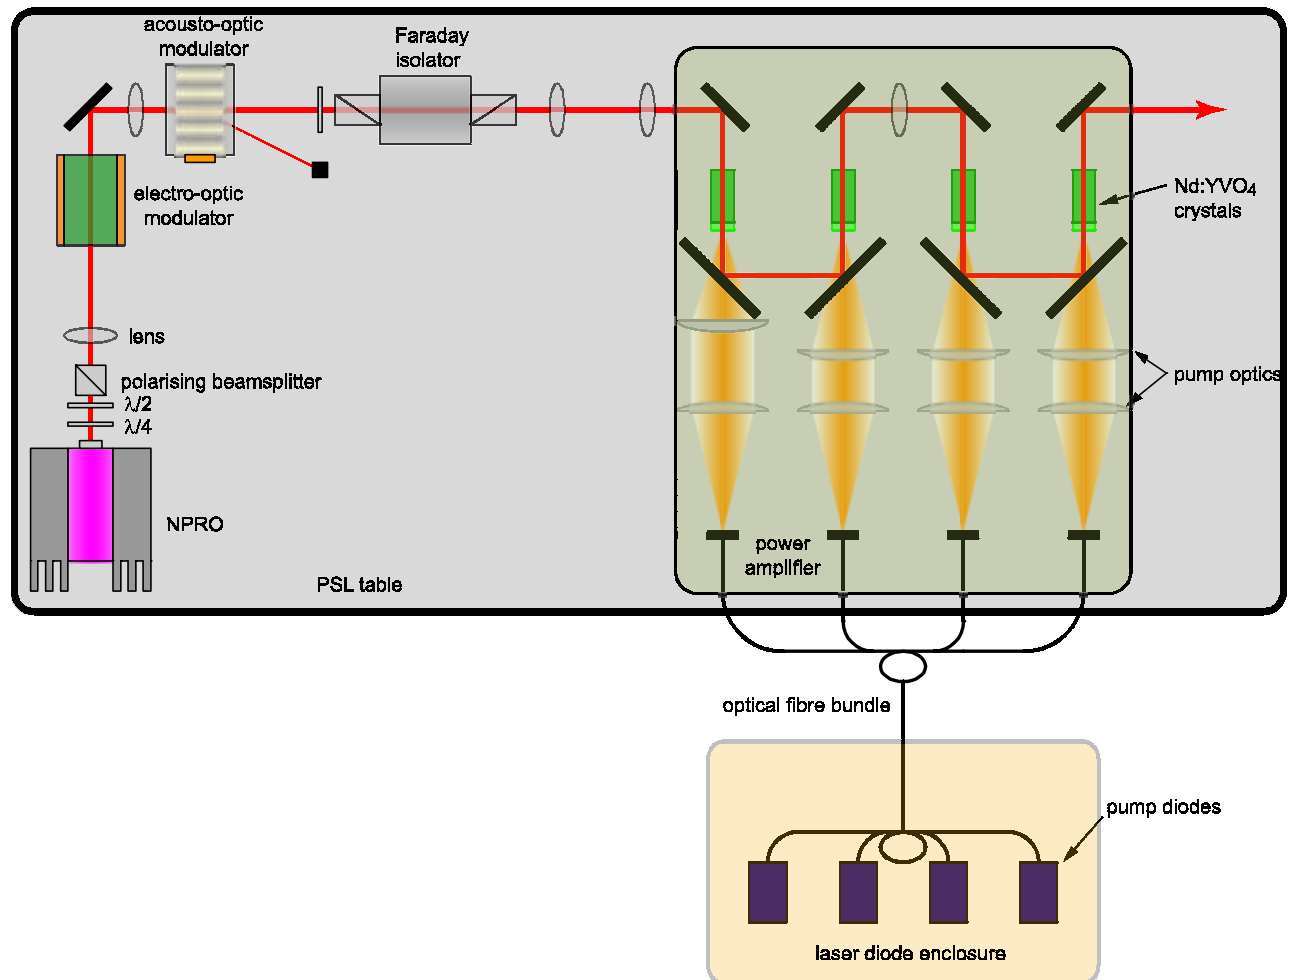 acousto-optic
modulator
Faraday
isolator
electro-optic
modulator
Nd:YVO4
crystals
lens
polarising beamsplitter
λ/2
λ/4
pump optics
NPRO
power
amplifier
PSL table
optical fibre bundle
pump diodes
laser diode enclosure